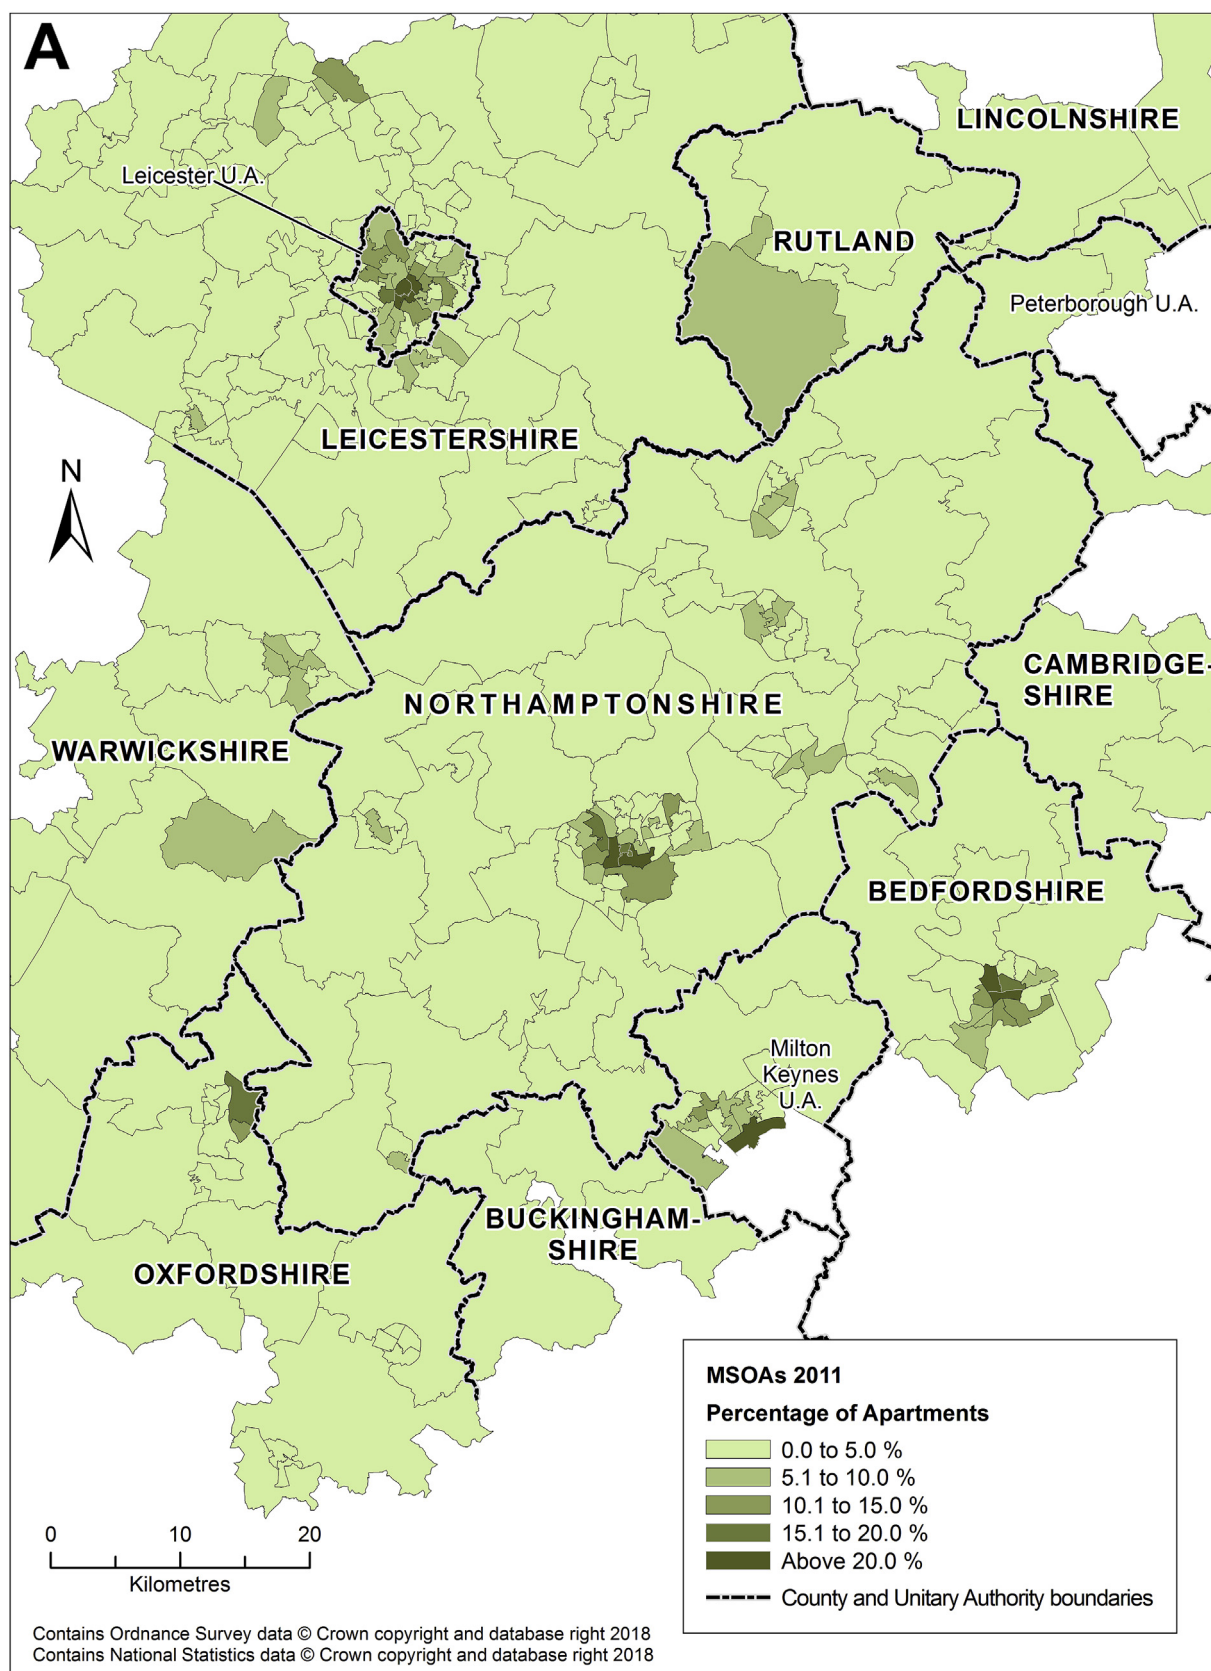 A
LINCOLNSHIRE
Leicester U.A.
RUTLAND
Peterborough U.A.
LEICESTERSHIRE
N
CAMBRIDGE-
SHIRE
NORTHAMPTONSHIRE
WARWICKSHIRE
BEDFORDSHIRE
Milton
Keynes
U.A.
BUCKINGHAM-
SHIRE
OXFORDSHIRE
MSOAs 2011
Percentage of Apartments
0.0 to 5.0 %
5.1 to 10.0 %
10.1 to 15.0 %
15.1 to 20.0 %
Above 20.0 %
County and Unitary Authority boundaries
0 10 20
Kilometres
Contains Ordnance Survey data © Crown copyright and database right 2018
Contains National Statistics data © Crown copyright and database right 2018